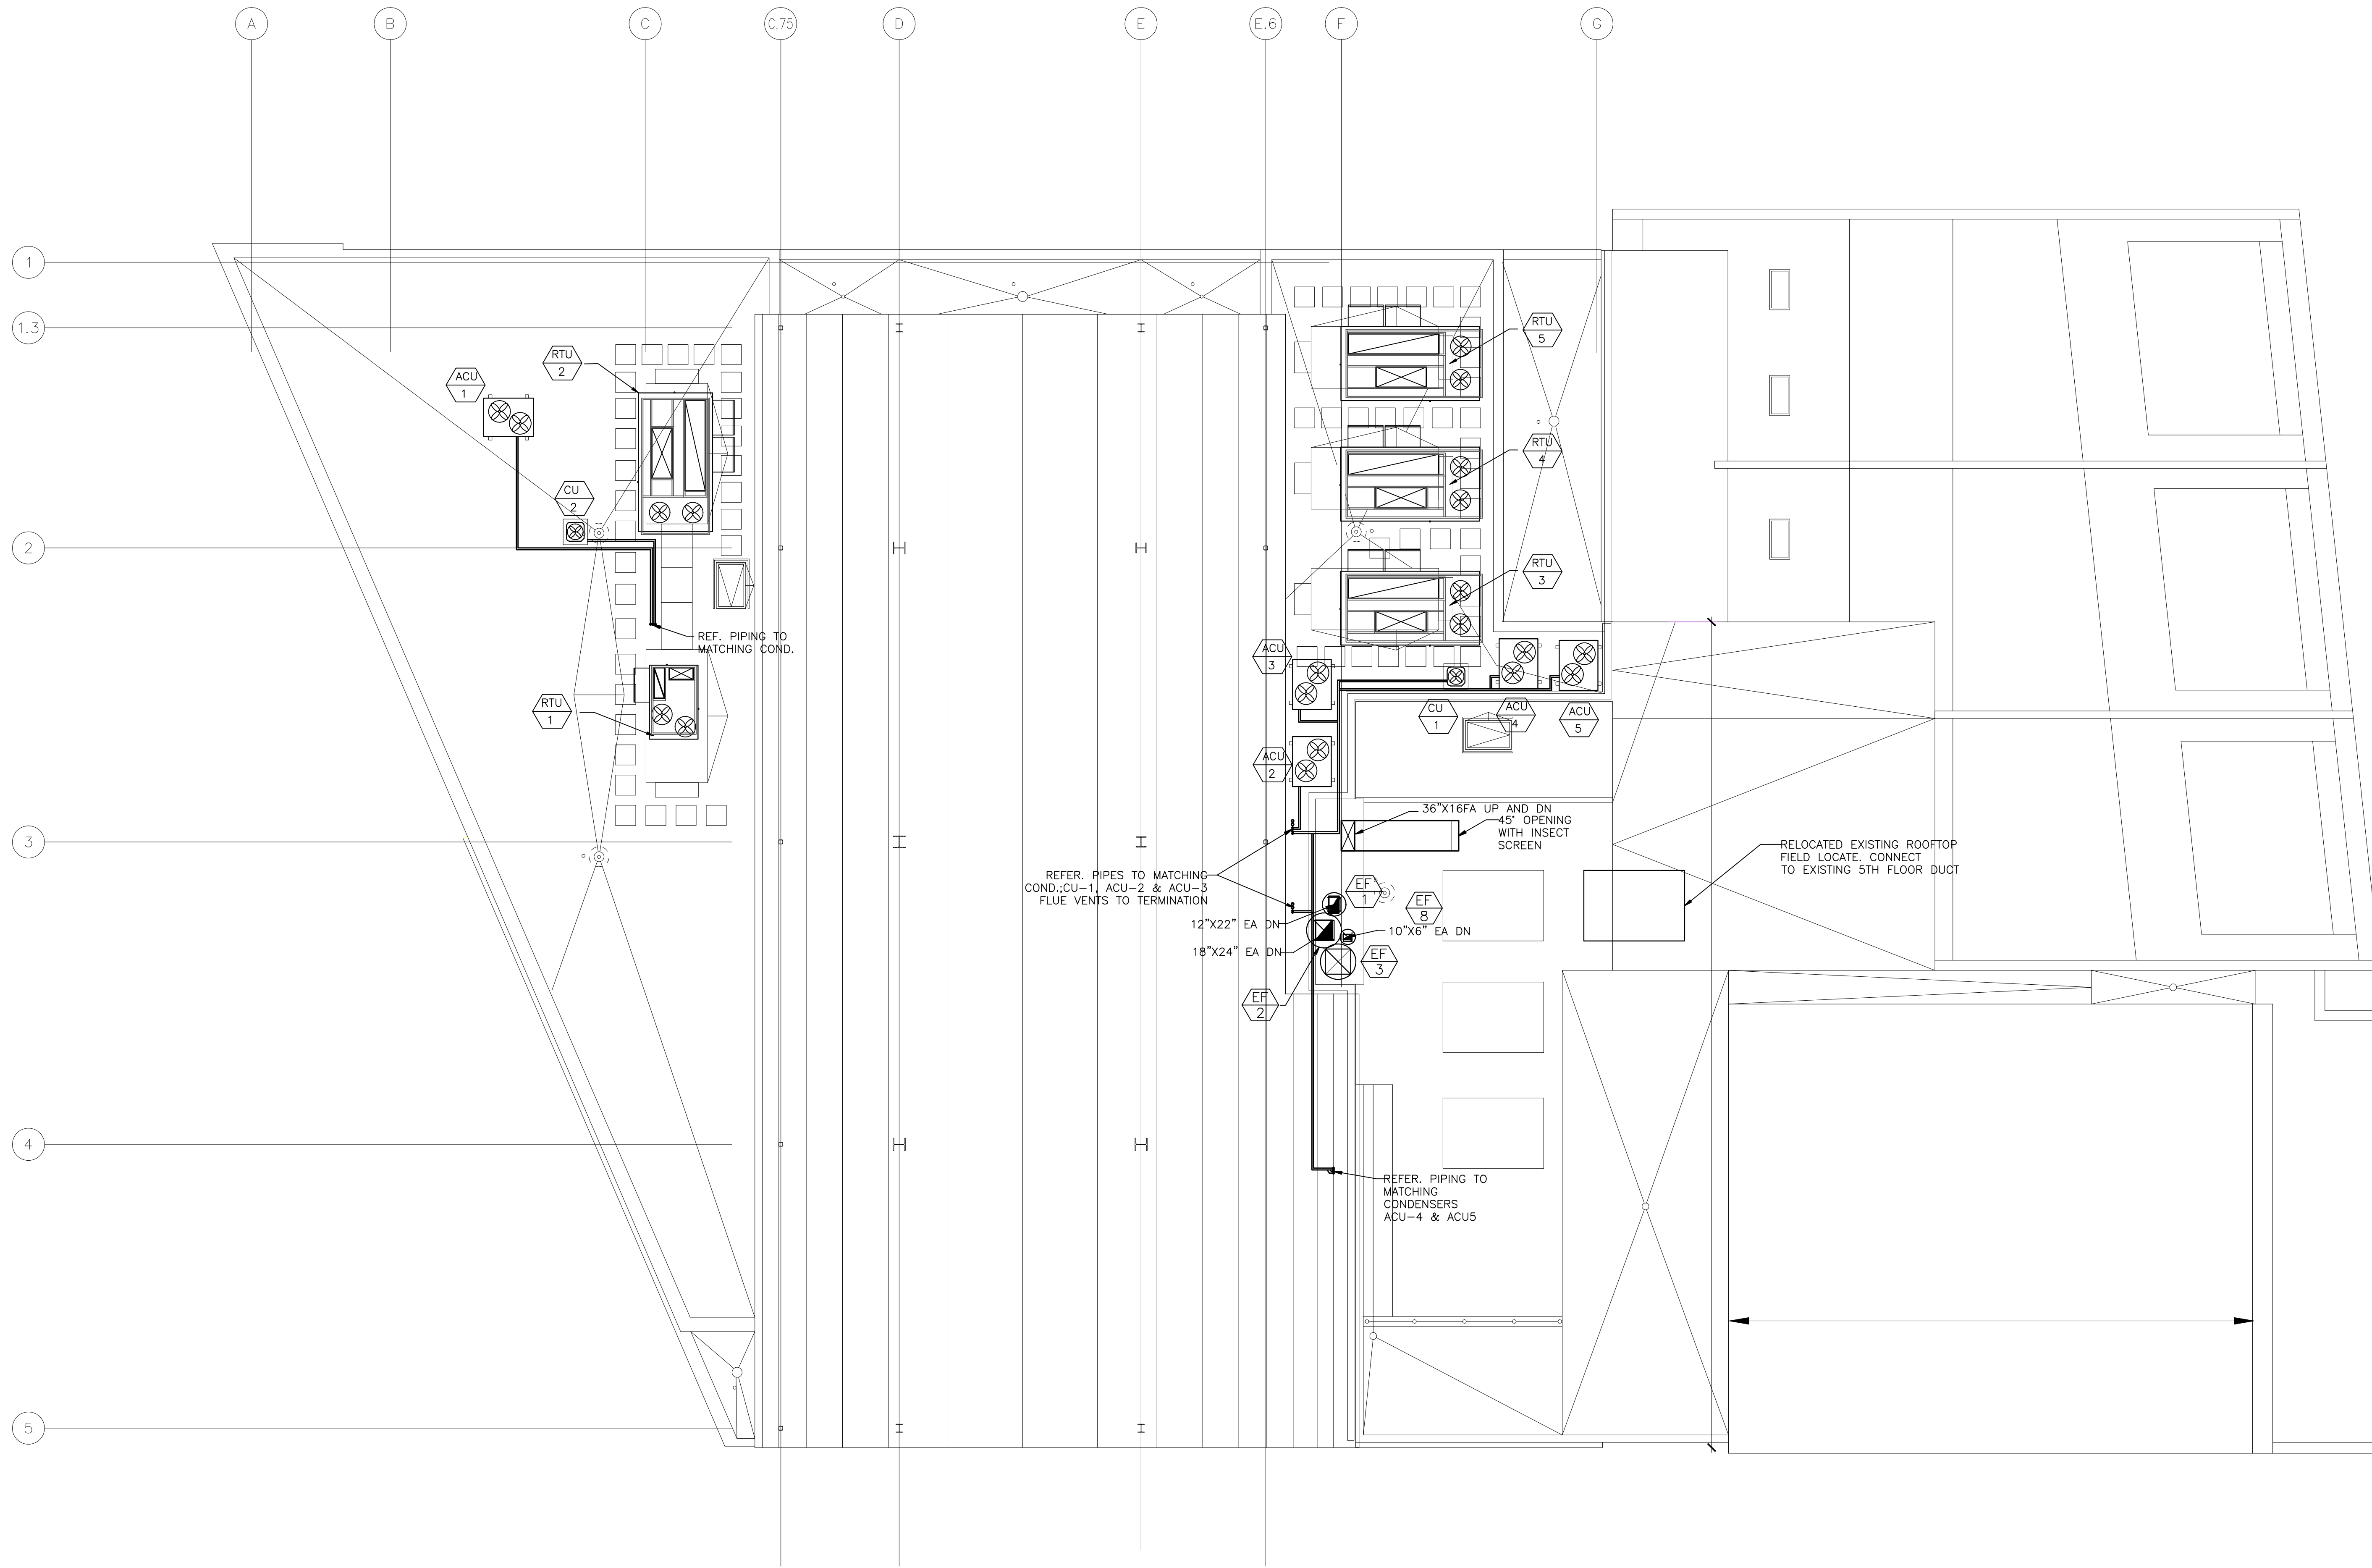 A
B
C
C.75
D
E
E.6
F
G
1
1.3
2
3
4
5
RTU
2
ACU
1
CU
2
REF. PIPING TO
MATCHING COND.
RTU
1
RTU
5
RTU
4
RTU
3
ACU
3
ACU
2
CU
1
ACU
4
ACU
5
36"X16FA UP AND DN
45° OPENING
WITH INSECT
SCREEN
RELOCATED EXISTING ROOFTOP
FIELD LOCATE. CONNECT
TO EXISTING 5TH FLOOR DUCT
REFER. PIPES TO MATCHING
COND.;CU-1, ACU-2 & ACU-3
FLUE VENTS TO TERMINATION
EF
1
EF
8
12"X22" EA DN
10"X6" EA DN
18"X24" EA DN
EF
3
EF
2
REFER. PIPING TO
MATCHING
CONDENSERS
ACU-4 & ACU5